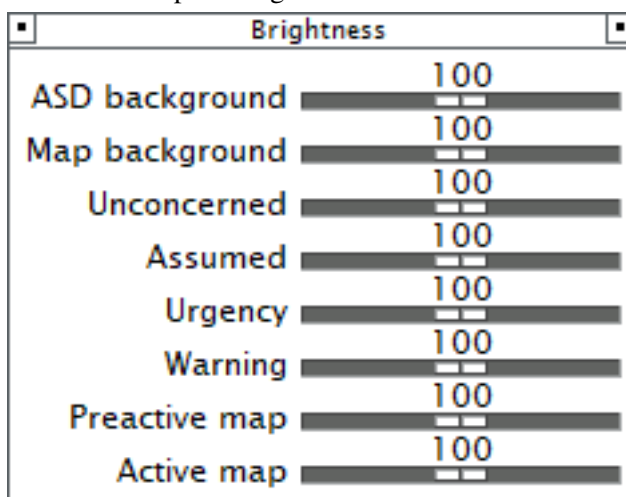 Brightness
100
ASD background
100
Map background
100
Unconcerned
100
Assumed
100
Urgency
100
Warning
100
Preactive map
100
Active map